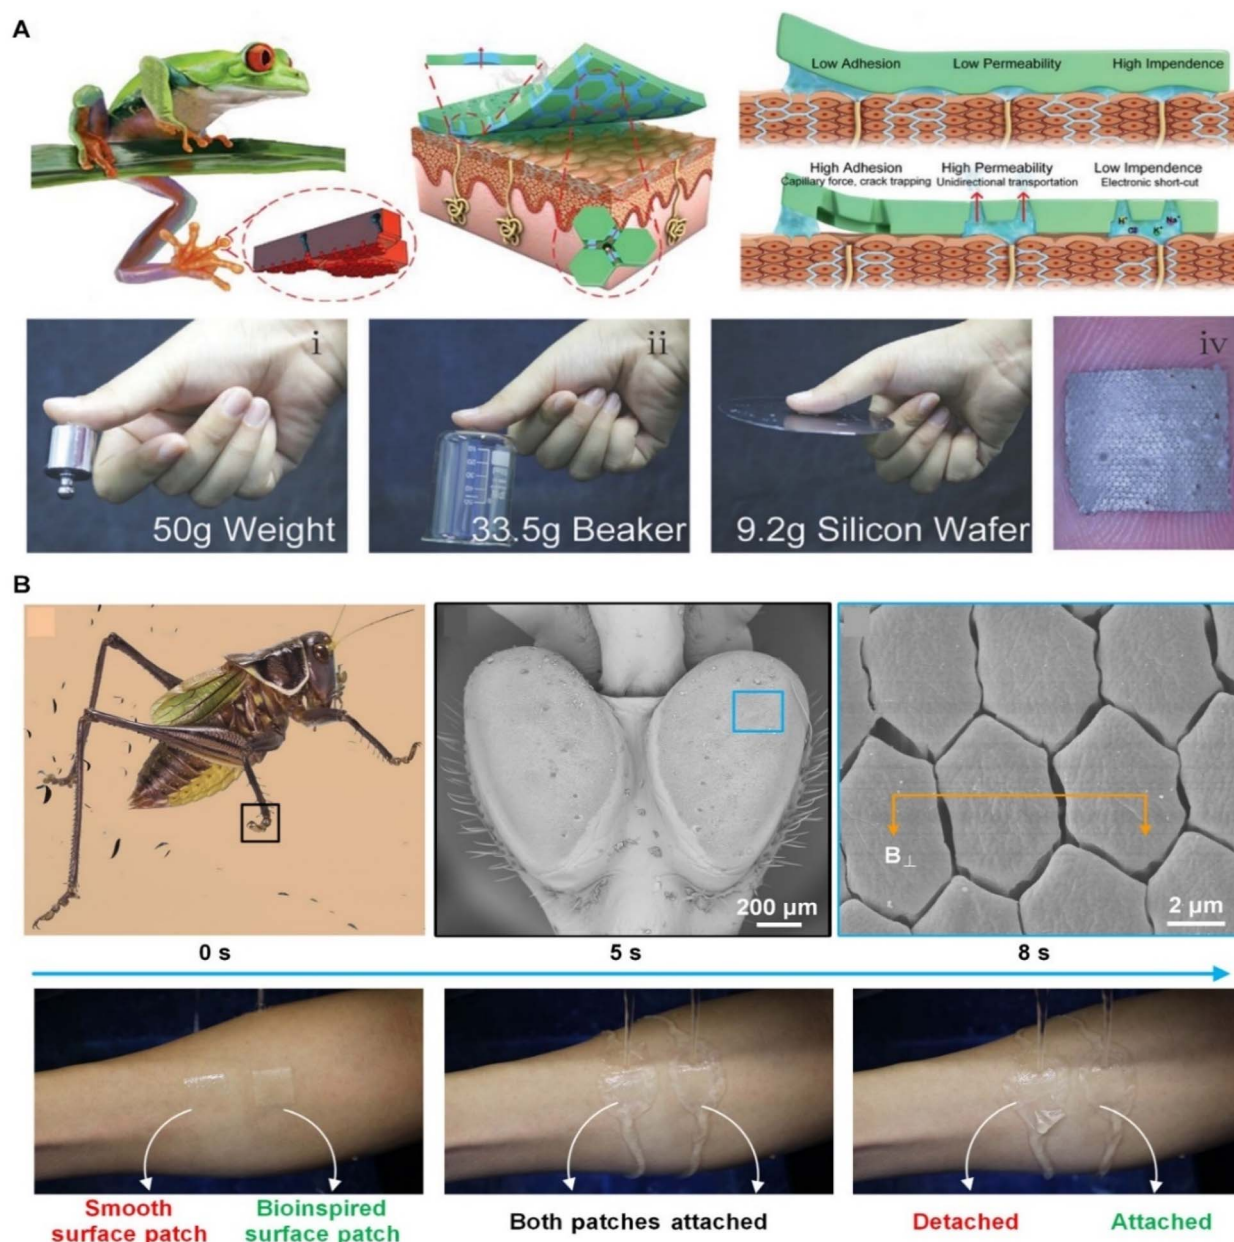 A
Low Adhesion Low Permeability High Impendence
High Adhesion High Permeability Low Impendence
Capillary force, crack trapping Unidirectional transportation Electronic short-cut
i
ii
iv
50g Weight
33.5g Beaker
9.2g Silicon Wafer
B
B⊥
200 μm
2 μm
0 s 5 s 8 s
Smooth
surface patch
Bioinspired
surface patch
Both patches attached
Detached
Attached